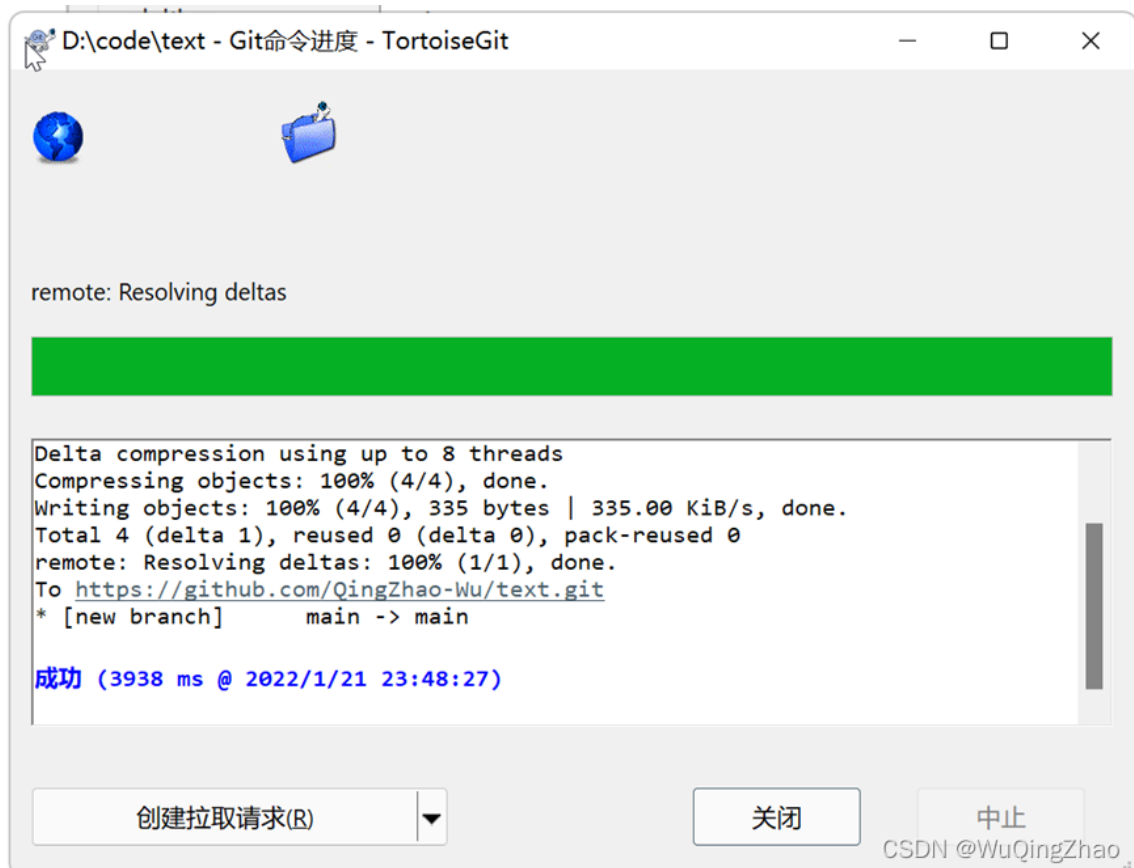 D:\code\text - Git命令进度 - TortoiseGit
remote: Resolving deltas
Delta compression using up to 8 threads
Compressing objects: 100% (4/4), done.
Writing objects: 100% (4/4), 335 bytes | 335.00 KiB/s, done.
Total 4 (delta 1), reused 0 (delta 0), pack-reused 0
remote: Resolving deltas: 100% (1/1), done.
To https://github.com/QingZhao-Wu/text.git
* [new branch]      main -> main
成功 (3938 ms @ 2022/1/21 23:48:27)
创建拉取请求(R)
关闭
中止
CSDN @WuQingZhao